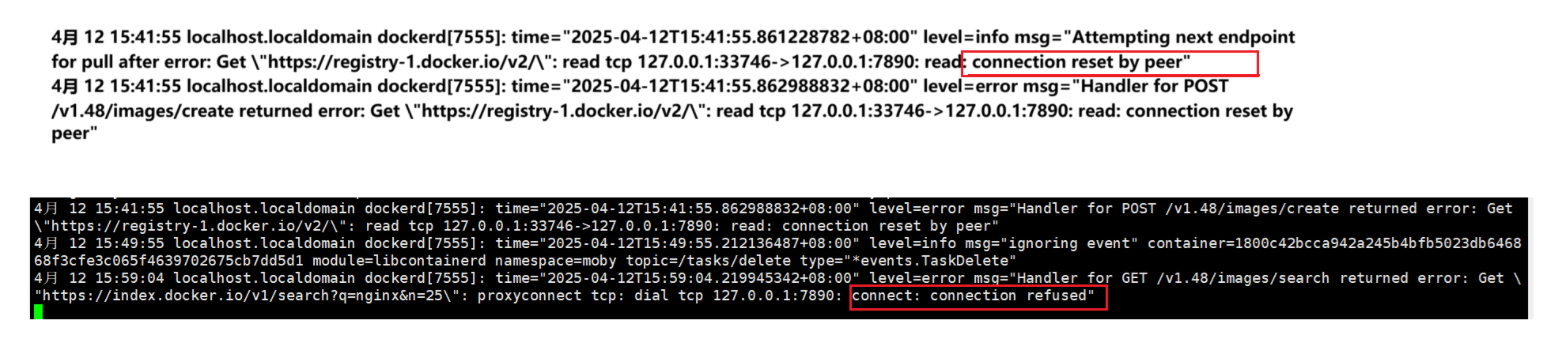 4月 12 15:41:55 localhost.localdomain dockerd[7555]: time="2025-04-12T15:41:55.861228782+08:00" level=info msg="Attempting next endpoint
for pull after error: Get \"https://registry-1.docker.io/v2/\": read tcp 127.0.0.1:33746->127.0.0.1:7890: read: connection reset by peer"
4月 12 15:41:55 localhost.localdomain dockerd[7555]: time="2025-04-12T15:41:55.862988832+08:00" level=error msg="Handler for POST
/v1.48/images/create returned error: Get \"https://registry-1.docker.io/v2/\": read tcp 127.0.0.1:33746->127.0.0.1:7890: read: connection reset by
peer"
4月 12 15:41:55 localhost.localdomain dockerd[7555]: time="2025-04-12T15:41:55.862988832+08:00" level=error msg="Handler for POST /v1.48/images/create returned error: Get
\"https://registry-1.docker.io/v2/\": read tcp 127.0.0.1:33746->127.0.0.1:7890: read: connection reset by peer"
4月 12 15:49:55 localhost.localdomain dockerd[7555]: time="2025-04-12T15:49:55.212136487+08:00" level=info msg="ignoring event" container=1800c42bcca942a245b4bfb5023db6468
68f3cfe3c065f4639702675cb7dd5d1 module=libcontainerd namespace=moby topic=/tasks/delete type="*events.TaskDelete"
4月 12 15:59:04 localhost.localdomain dockerd[7555]: time="2025-04-12T15:59:04.219945342+08:00" level=error msg="Handler for GET /v1.48/images/search returned error: Get \
"https://index.docker.io/v1/search?q=nginx&n=25\": proxyconnect tcp: dial tcp 127.0.0.1:7890: connect: connection refused"